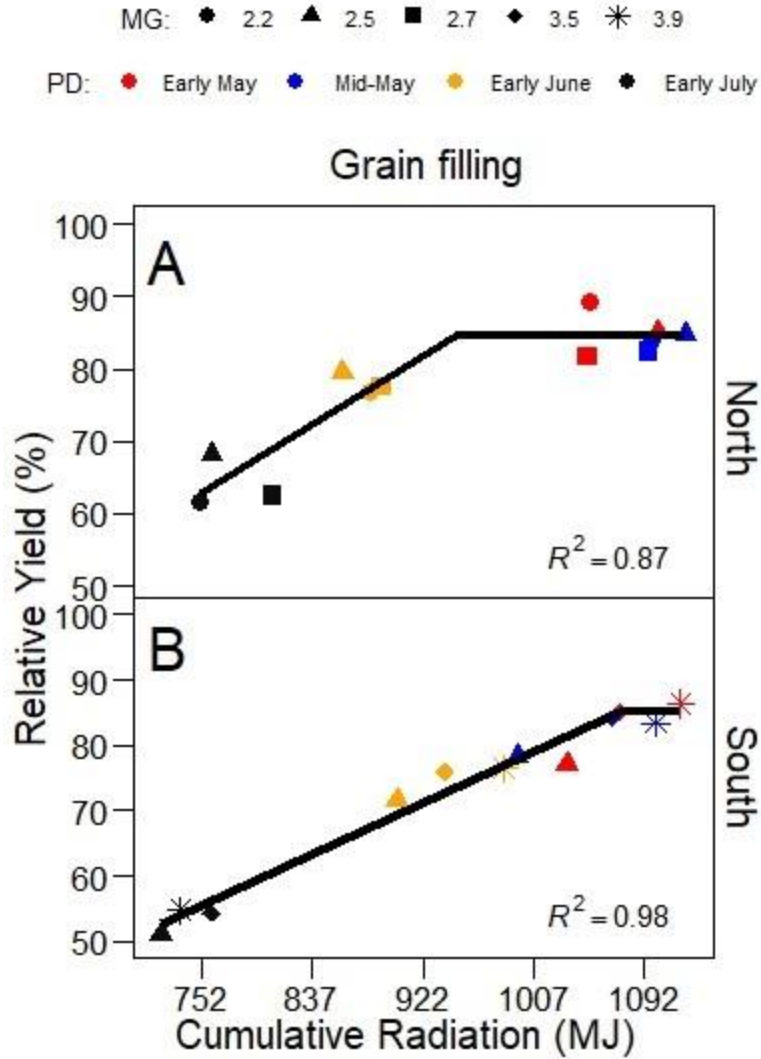 MG: 2.2 2.5 2.7 3.5 3.9
PD: Early May Mid-May Early June Early July
Grain filling
A
100
90
80
70
60
50
R² = 0.87
North
Relative Yield (%)
B
100
90
80
70
60
50
R² = 0.98
South
752 837 922 1007 1092
Cumulative Radiation (MJ)